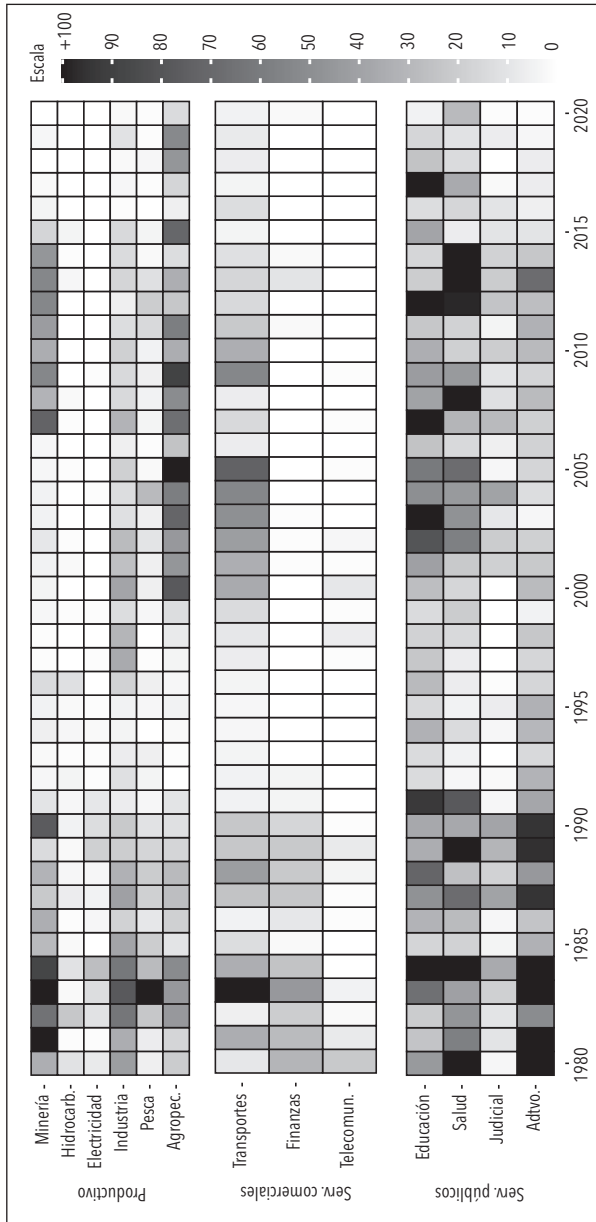 Escala
+100
90
80
70
60
50
40
30
20
10
0
Productivo
Minería -
Hidrocarb.-
Electricidad -
Industria -
Pesca -
Agropec. -
Serv. comerciales
Transportes -
Finanzas -
Telecomun. -
Serv. públicos
Educación -
Salud -
Judicial -
Adtvo.-
1980 -
1985 -
1990 -
1995 -
2000 -
2005 -
2010 -
2015 -
2020 -